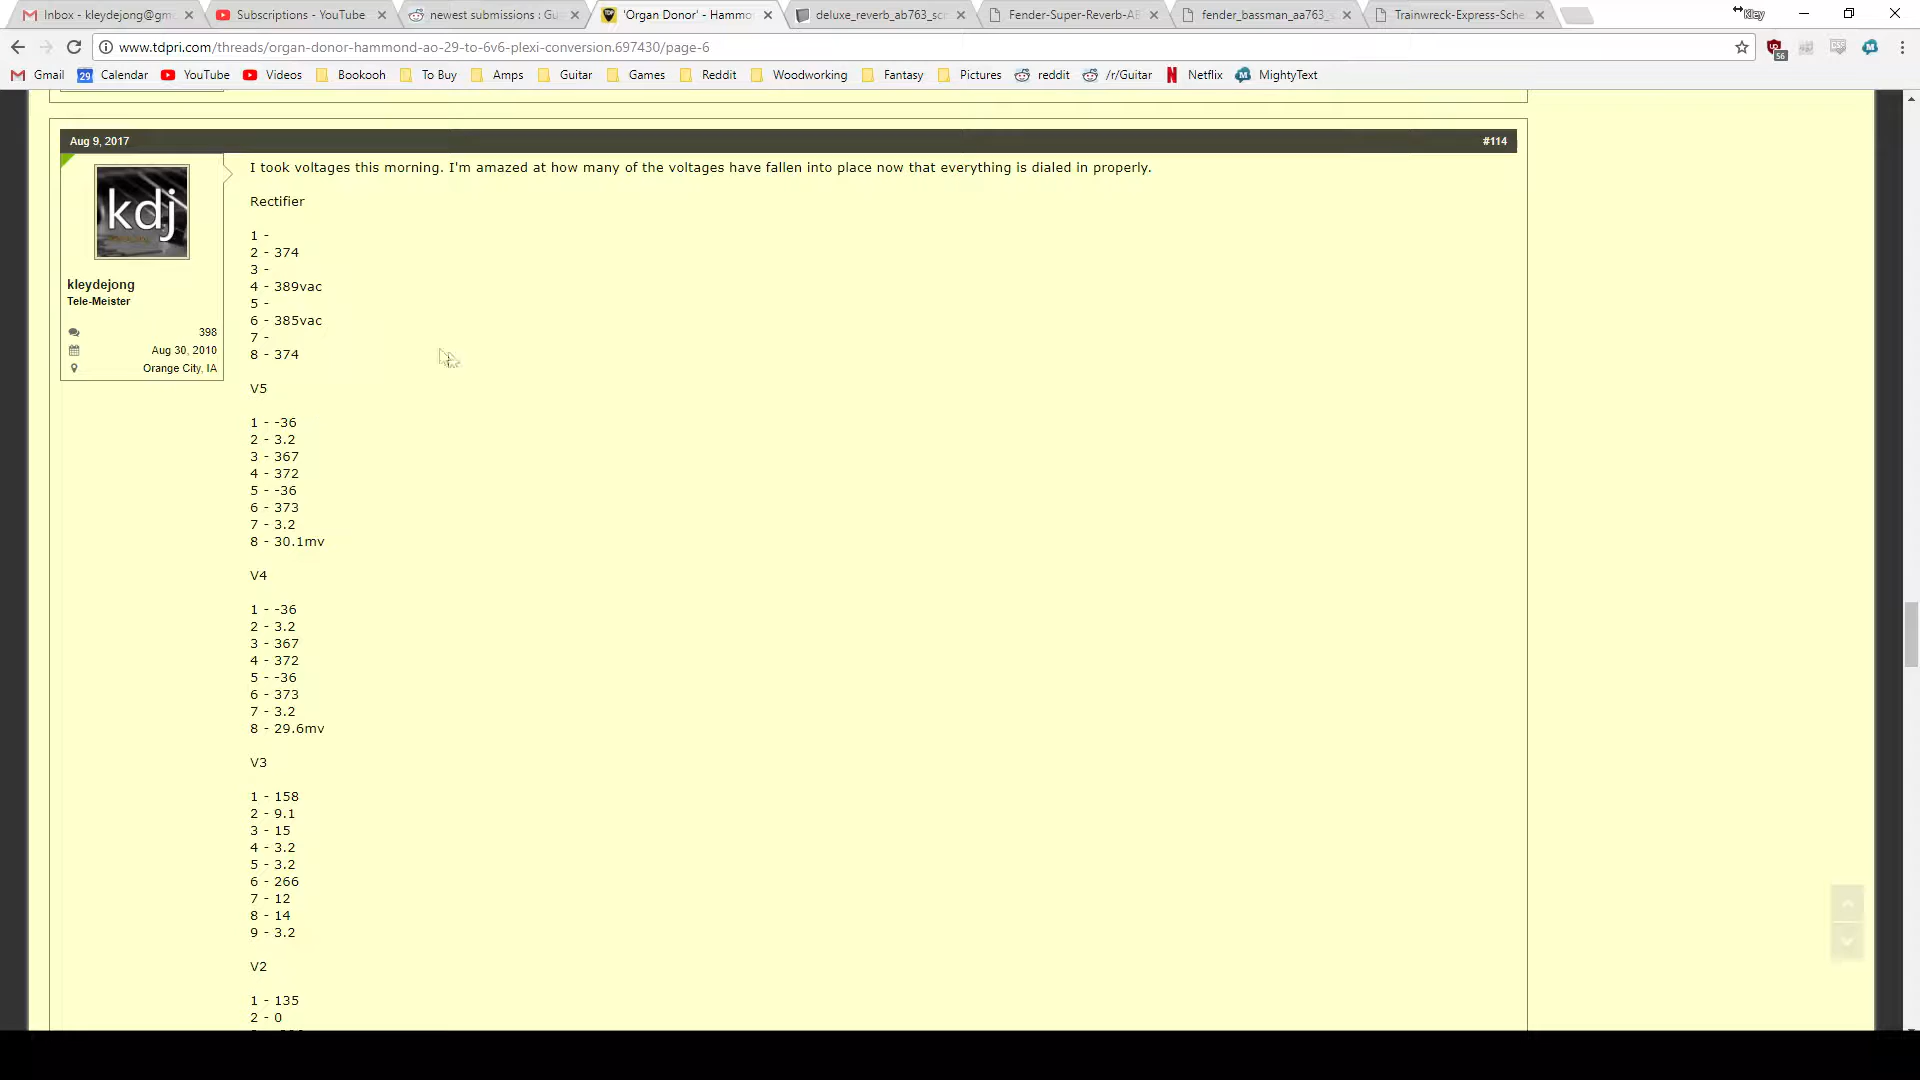 Inbox - kleydejong@gm
Subscriptions - YouTube
newest submissions : Gu
'Organ Donor' - Hammo
deluxe_reverb_ab763_sc
Fender-Super-Reverb-AB
fender_bassman_aa763_s
Trainwreck-Express-Sche
Kley
www.tdpri.com/threads/organ-donor-hammond-ao-29-to-6v6-plexi-conversion.697430/page-6
56
Gmail
29
Calendar
YouTube
Videos
Bookooh
To Buy
Amps
Guitar
Games
Reddit
Woodworking
Fantasy
Pictures
reddit
/r/Guitar
Netflix
MightyText
Aug 9, 2017
#114
kdj
kleydejong
Tele-Meister
398
Aug 30, 2010
Orange City, IA
I took voltages this morning. I'm amazed at how many of the voltages have fallen into place now that everything is dialed in properly.
Rectifier
1 -
2 - 374
3 -
4 - 389vac
5 -
6 - 385vac
7 -
8 - 374
V5
1 - -36
2 - 3.2
3 - 367
4 - 372
5 - -36
6 - 373
7 - 3.2
8 - 30.1mv
V4
1 - -36
2 - 3.2
3 - 367
4 - 372
5 - -36
6 - 373
7 - 3.2
8 - 29.6mv
V3
1 - 158
2 - 9.1
3 - 15
4 - 3.2
5 - 3.2
6 - 266
7 - 12
8 - 14
9 - 3.2
V2
1 - 135
2 - 0